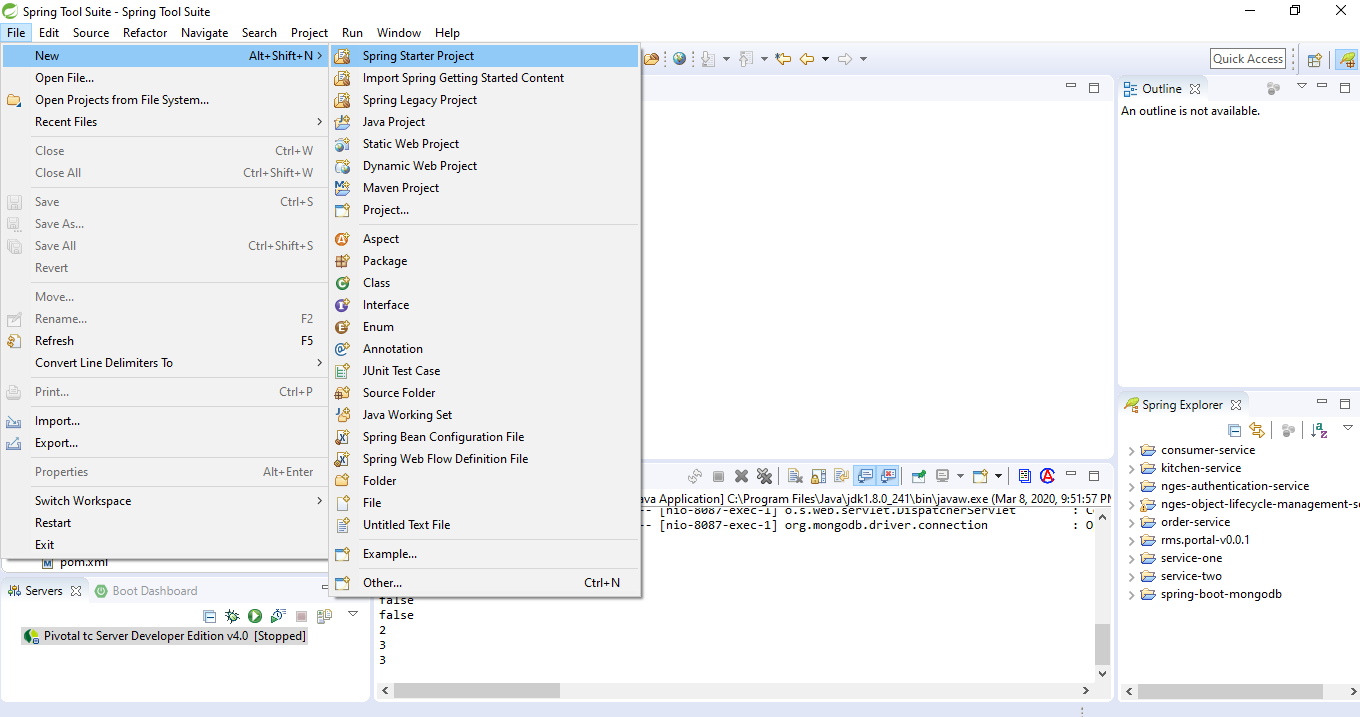 Spring Tool Suite - Spring Tool Suite
File Edit Source Refactor Navigate Search Project Run Window Help
New Alt+Shift+N
Open File...
Open Projects from File System...
Recent Files
Close Ctrl+W
Close All Ctrl+Shift+W
Save Ctrl+S
Save As...
Save All Ctrl+Shift+S
Revert
Move...
Rename... F2
Refresh F5
Convert Line Delimiters To
Print... Ctrl+P
Import...
Export...
Properties Alt+Enter
Switch Workspace
Restart
Exit
pom.xml
Spring Starter Project
Import Spring Getting Started Content
Spring Legacy Project
Java Project
Static Web Project
Dynamic Web Project
Maven Project
Project...
Aspect
Package
Class
Interface
Enum
Annotation
JUnit Test Case
Source Folder
Java Working Set
Spring Bean Configuration File
Spring Web Flow Definition File
Folder
File
Untitled Text File
Example...
Other... Ctrl+N
Quick Access
Outline
An outline is not available.
Spring Explorer
consumer-service
kitchen-service
nges-authentication-service
nges-object-lifecycle-management-s
order-service
rms.portal-v0.0.1
service-one
service-two
spring-boot-mongodb
Servers Boot Dashboard
Pivotal tc Server Developer Edition v4.0 [Stopped]
ava Application] C:\Program Files\Java\jdk1.8.0_241\bin\javaw.exe (Mar 8, 2020, 9:51:57 P
-- [nio-8087-exec-1] o.s.web.servlet.DispatcherServlet : C
-- [nio-8087-exec-1] org.mongodb.driver.connection : O
false
false
2
3
3